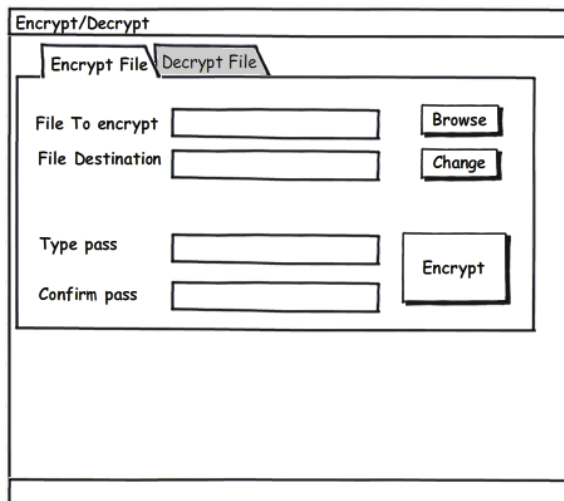 Encrypt/Decrypt
Encrypt File Decrypt File
File To encrypt Browse
File Destination Change
Type pass
Encrypt
Confirm pass